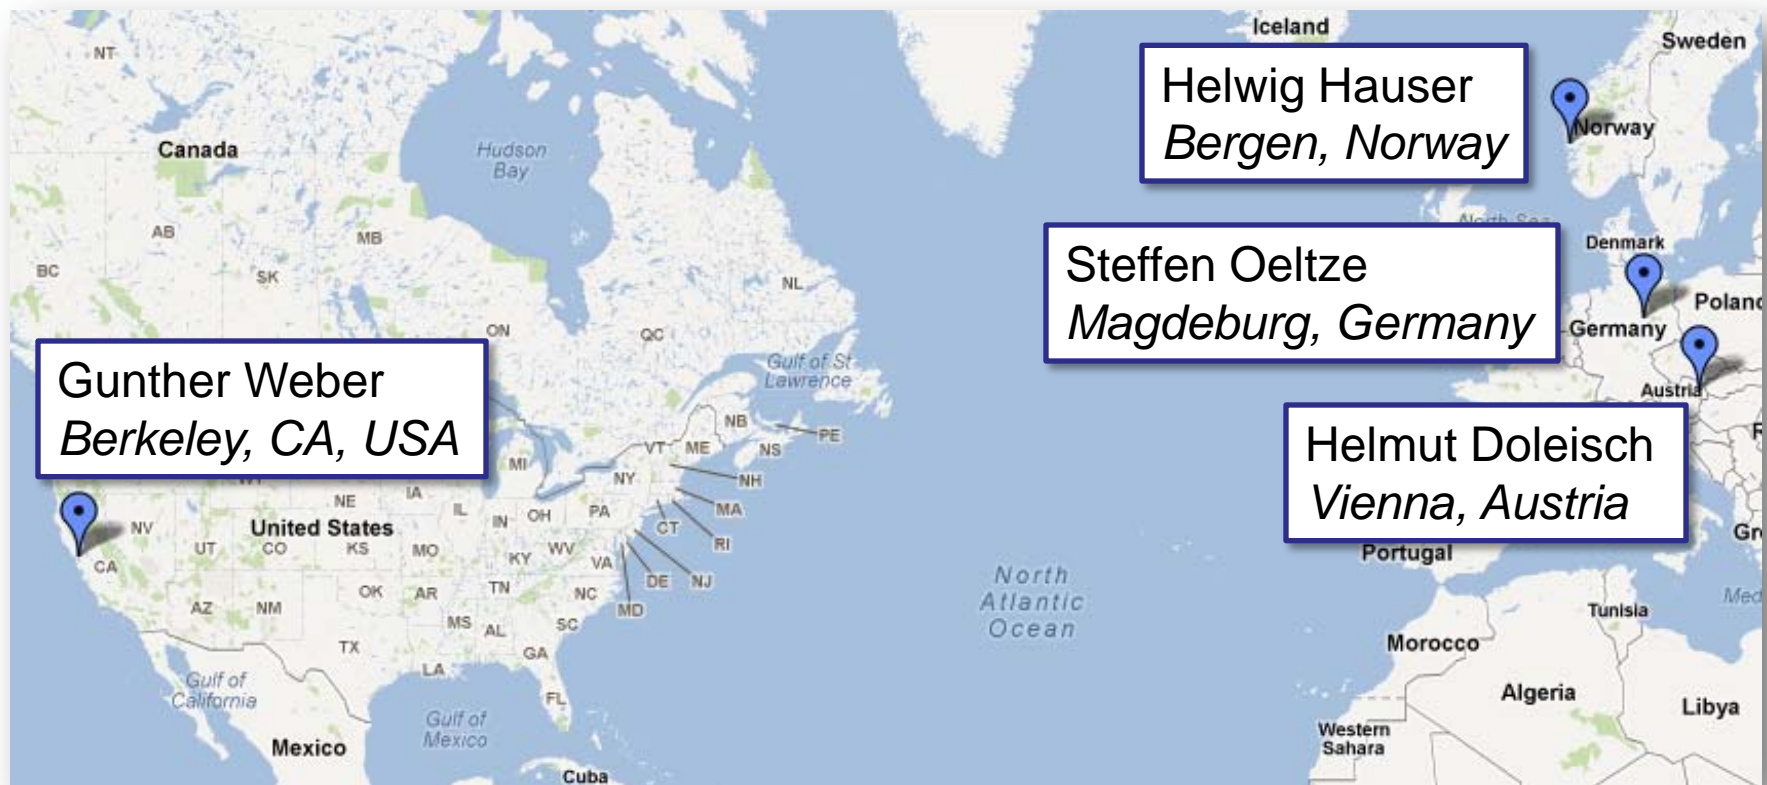 Iceland
Sweden
NT
Helwig Hauser
Bergen, Norway
Norway
Canada
Hudson
Bay
North Sea
AB
MB
Denmark
Steffen Oeltze
Magdeburg, Germany
BC
SK
NL
Poland
Germany
ON
QC
Gulf of St
Lawrence
Gunther Weber
Berkeley, CA, USA
Austria
NB
PE
VT
ME
NS
Helmut Doleisch
Vienna, Austria
MI
NY
NH
NE
IA
IL
IN
OH
PA
MA
CT
RI
NV
United States
UT
CO
KS
MO
KY
WV
VA
DE
NJ
MD
CA
Portugal
Gr
North
Atlantic
Ocean
AZ
NM
OK
AR
TN
NC
SC
MS
AL
GA
TX
LA
FL
Tunisia
Med
Morocco
Algeria
Libya
Gulf of
California
Gulf of
Mexico
Mexico
Western
Sahara
Cuba